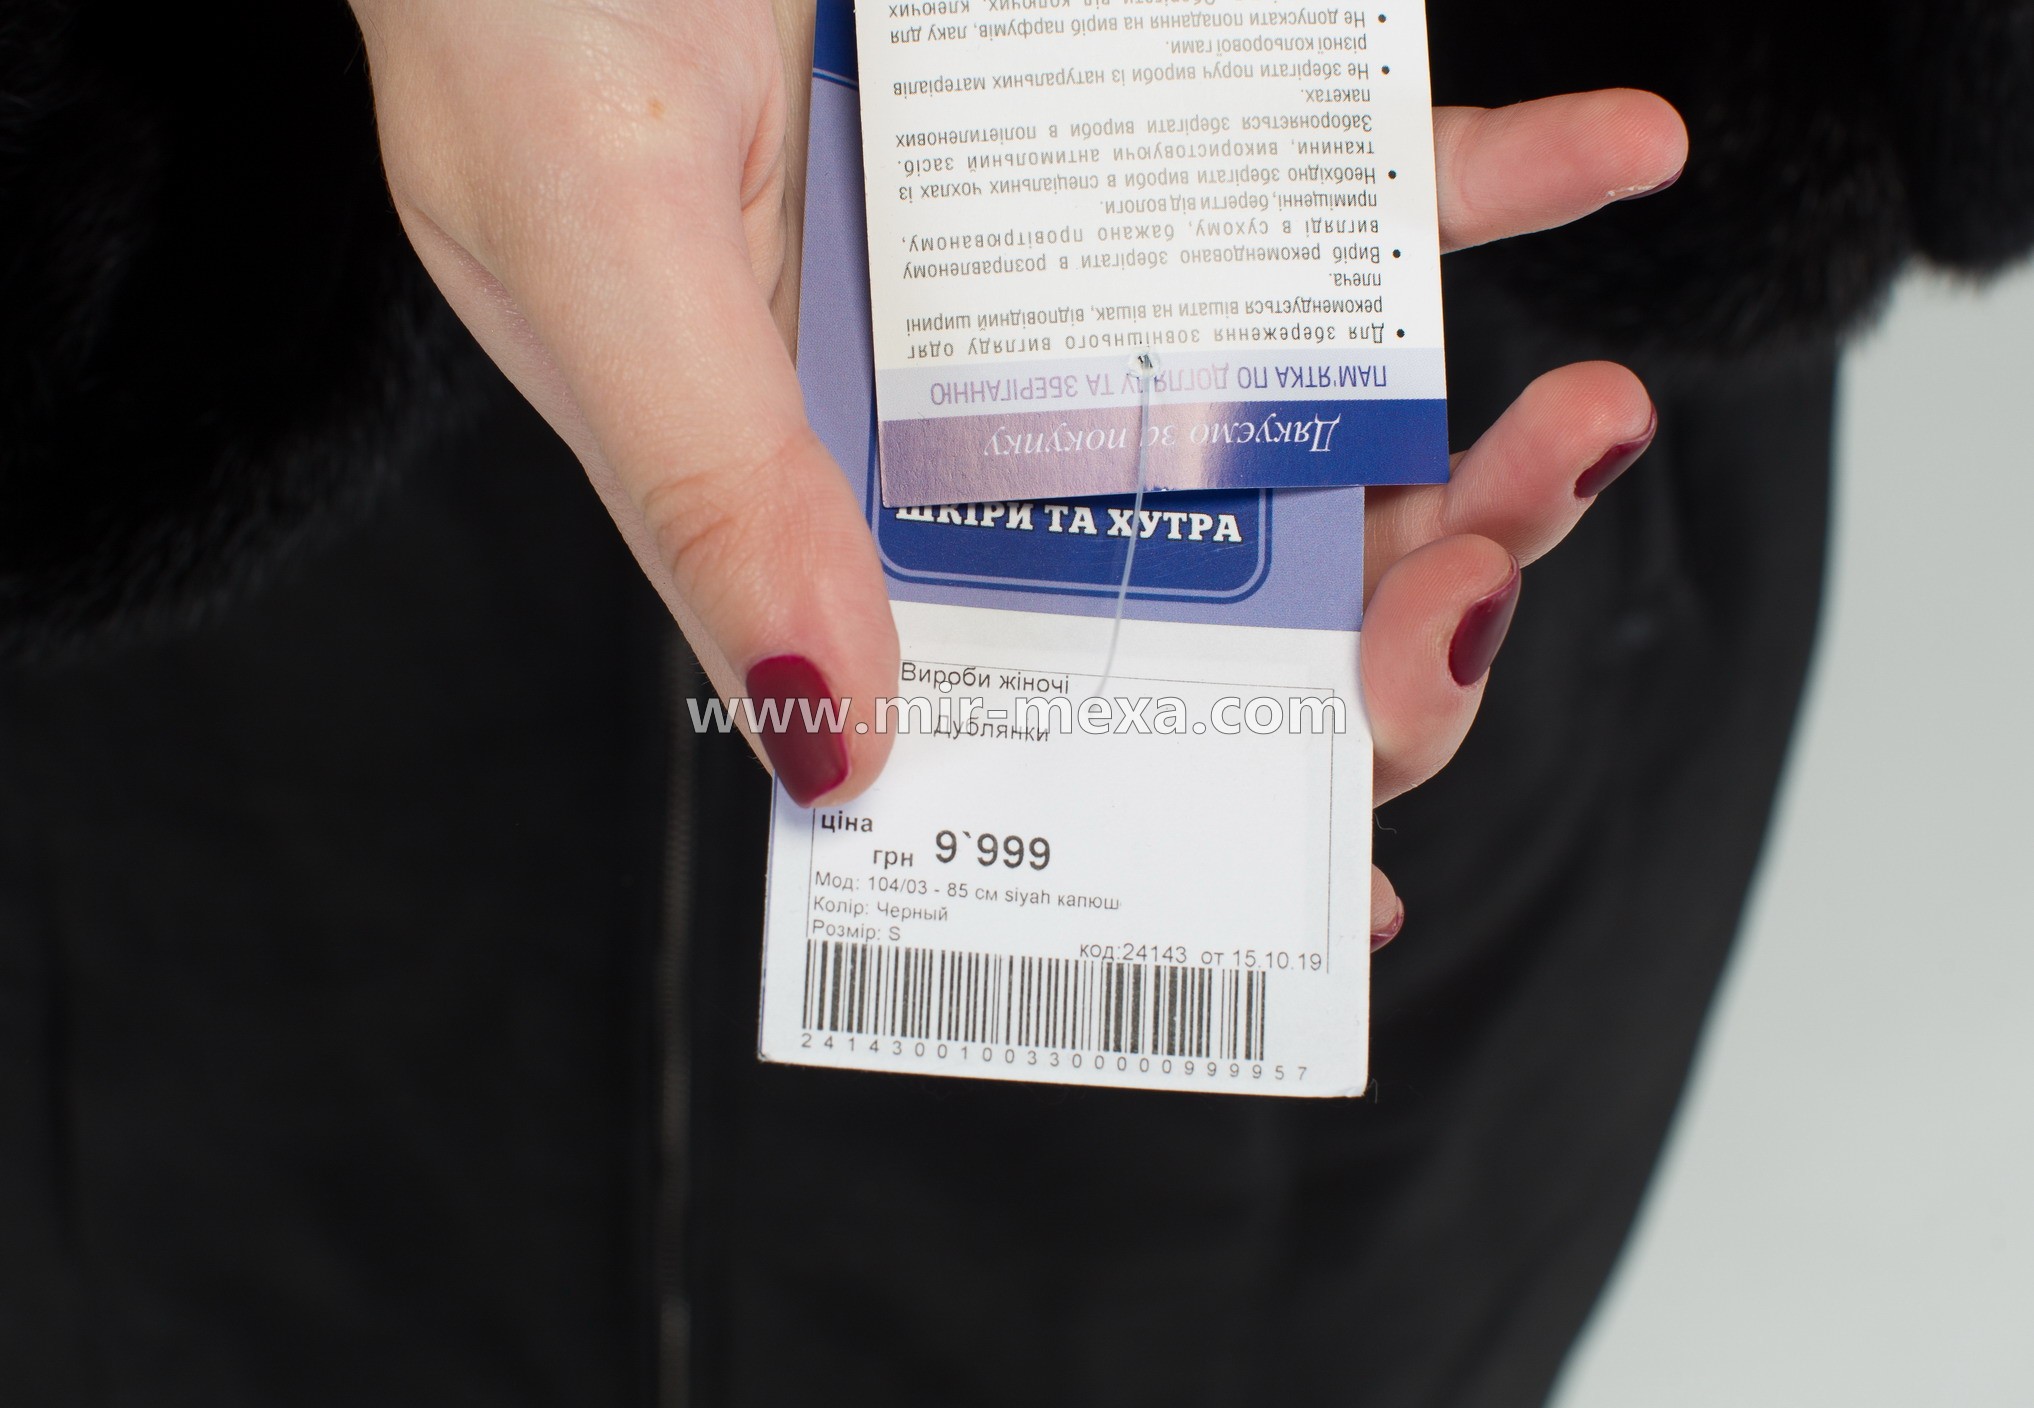 Дякуємо за покупку
ПАМ'ЯТКА ПО ДОГЛЯДУ ТА ЗБЕРІГАННЮ
• Для збереження зовнішнього вигляду одяг
рекомендується вішати на вішак, відповідний ширині
плеча.
• Виріб рекомендовано зберігати в розправленому
вигляді в сухому, бажано провітрюваному,
приміщенні, берегти від вологи.
• Необхідно зберігати вироби в спеціальних чохлах із
тканини, використовуючи антимольний засіб.
Забороняється зберігати вироби в поліетиленових
пакетах.
• Не зберігати поруч вироби із натуральних матеріалів
різної кольорової гами.
• Не допускати попадання на виріб парфумів, лаку для
ШКІРИ ТА ХУТРА
Вироби жіночі
www.mir-mexa.com
Дублянки
ціна
грн 9`999
Мод: 104/03 - 85 см siyah капюш
Колір: Черный
Розмір: S
код:24143 от 15.10.19
2414300100330000099995 7